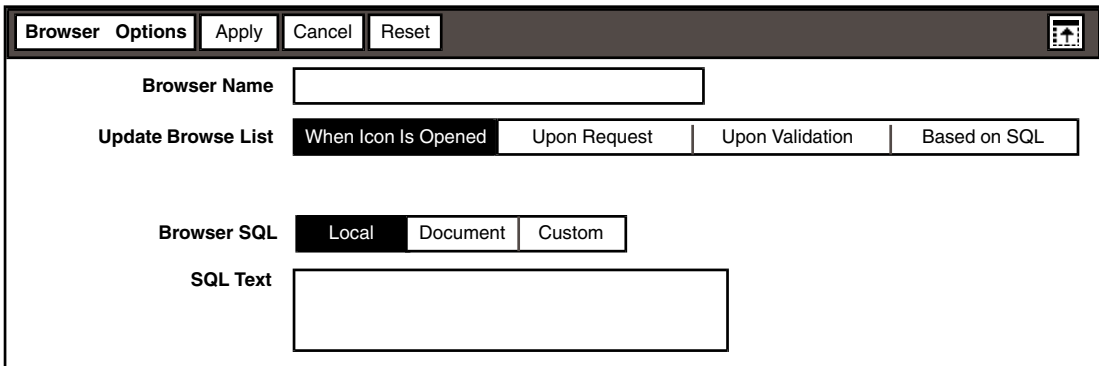 Browser Options Apply Cancel Reset
Browser Name
Update Browse List When Icon Is Opened Upon Request Upon Validation Based on SQL
Browser SQL Local Document Custom
SQL Text